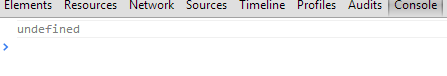 Elements Resources Network Sources Timeline Profiles Audits Console
undefined
>